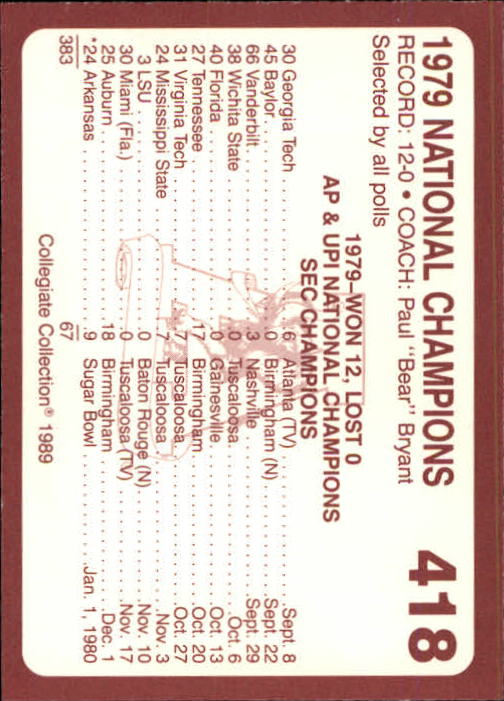 1979 NATIONAL CHAMPIONS 418
RECORD: 12-0 • COACH: Paul "Bear" Bryant
Selected by all polls
1979–WON 12, LOST 0
AP & UPI NATIONAL CHAMPIONS
SEC CHAMPIONS
30 Georgia Tech . . . . 6 Atlanta (TV) . . . . Sept. 8
45 Baylor . . . . 0 Birmingham (N) . . . . Sept. 22
66 Vanderbilt . . . . 3 Nashville . . . . Sept. 29
38 Wichita State . . . . 0 Tuscaloosa . . . . Oct. 6
40 Florida . . . . 0 Gainesville . . . . Oct. 13
27 Tennessee . . . . 17 Birmingham . . . . Oct. 20
31 Virginia Tech . . . . 7 Tuscaloosa . . . . Oct. 27
24 Mississippi State . . . . 7 Tuscaloosa . . . . Nov. 3
3 LSU . . . . 0 Baton Rouge (N) . . . . Nov. 10
30 Miami (Fla.) . . . . 0 Tuscaloosa (TV) . . . . Nov. 17
25 Auburn . . . . 18 Birmingham . . . . Dec. 1
*24 Arkansas . . . . 9 Sugar Bowl . . . . Jan. 1, 1980
383 67
Collegiate Collection® 1989